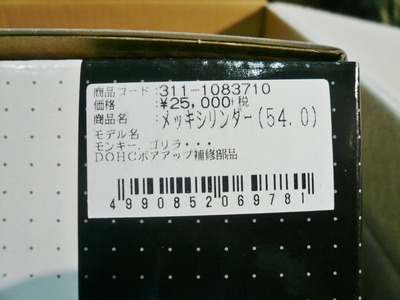 商品コード:311-1083710
価格 :¥25,000+税
商品名 :メッキシリンダー(54.0)
モデル名
モンキー, ゴリラ・・・
DOHCボアアップ補修部品
4990852069781